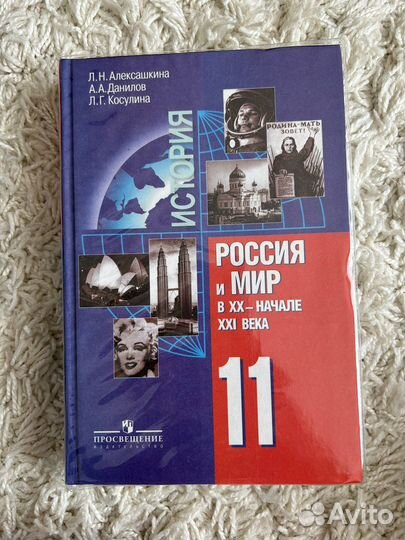 Л.Н.Алексашкина
А.А.Данилов
Л.Г.Косулина
ИСТОРИЯ
РОДИНА-МАТЬ
ЗОВЕТ!
РОССИЯ
и МИР
В XX – НАЧАЛЕ
XXI ВЕКА
11
ПРОСВЕЩЕНИЕ
ИЗДАТЕЛЬСТВО
Avito